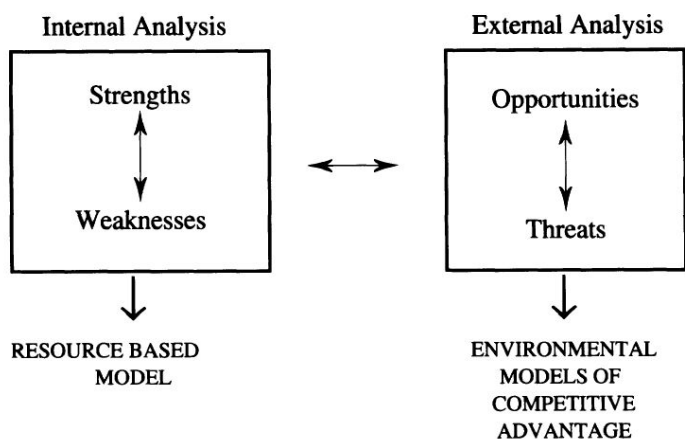 Internal Analysis
Strengths
Weaknesses
RESOURCE BASED
MODEL
External Analysis
Opportunities
Threats
ENVIRONMENTAL
MODELS OF
COMPETITIVE
ADVANTAGE